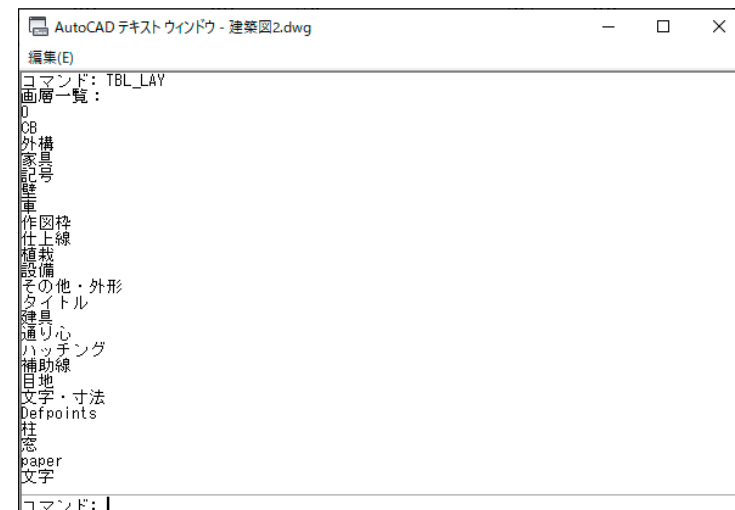 AutoCAD テキスト ウィンドウ - 建築図2.dwg
編集(E)
コマンド: TBL_LAY
画層一覧：
0
CB
外構
家具
記号
壁
車
作図枠
仕上線
植栽
設備
その他・外形
タイトル
建具
通り心
ハッチング
補助線
目地
文字・寸法
Defpoints
柱
窓
paper
文字
コマンド: